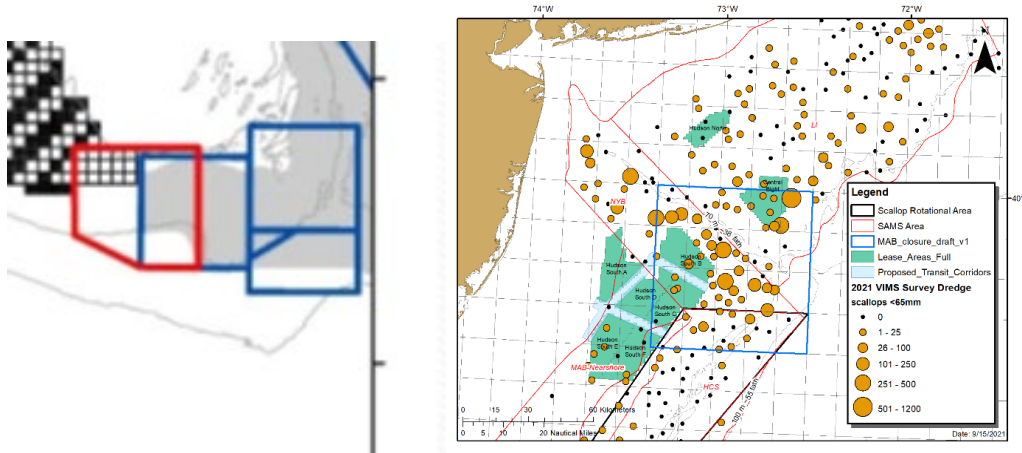 74°W
73°W
72°W
N
Hudson North
LI
Central
Bight
NYB
70 m - 38 fam
40°
Hudson
South A
Hudson
South B
Hudson
South D
Hudson
South C
Hudson
South E
Hudson
South F
MAB-Nearshore
HCS
100 m - 55 fam
0 15 30 60 Kilometers
0 5 10 20 Nautical Miles
Legend
Scallop Rotational Area
SAMS Area
MAB_closure_draft_v1
Lease_Areas_Full
Proposed_Transit_Corridors
2021 VIMS Survey Dredge
scallops <65mm
0
1 - 25
26 - 100
101 - 250
251 - 500
501 - 1200
Date: 9/15/2021